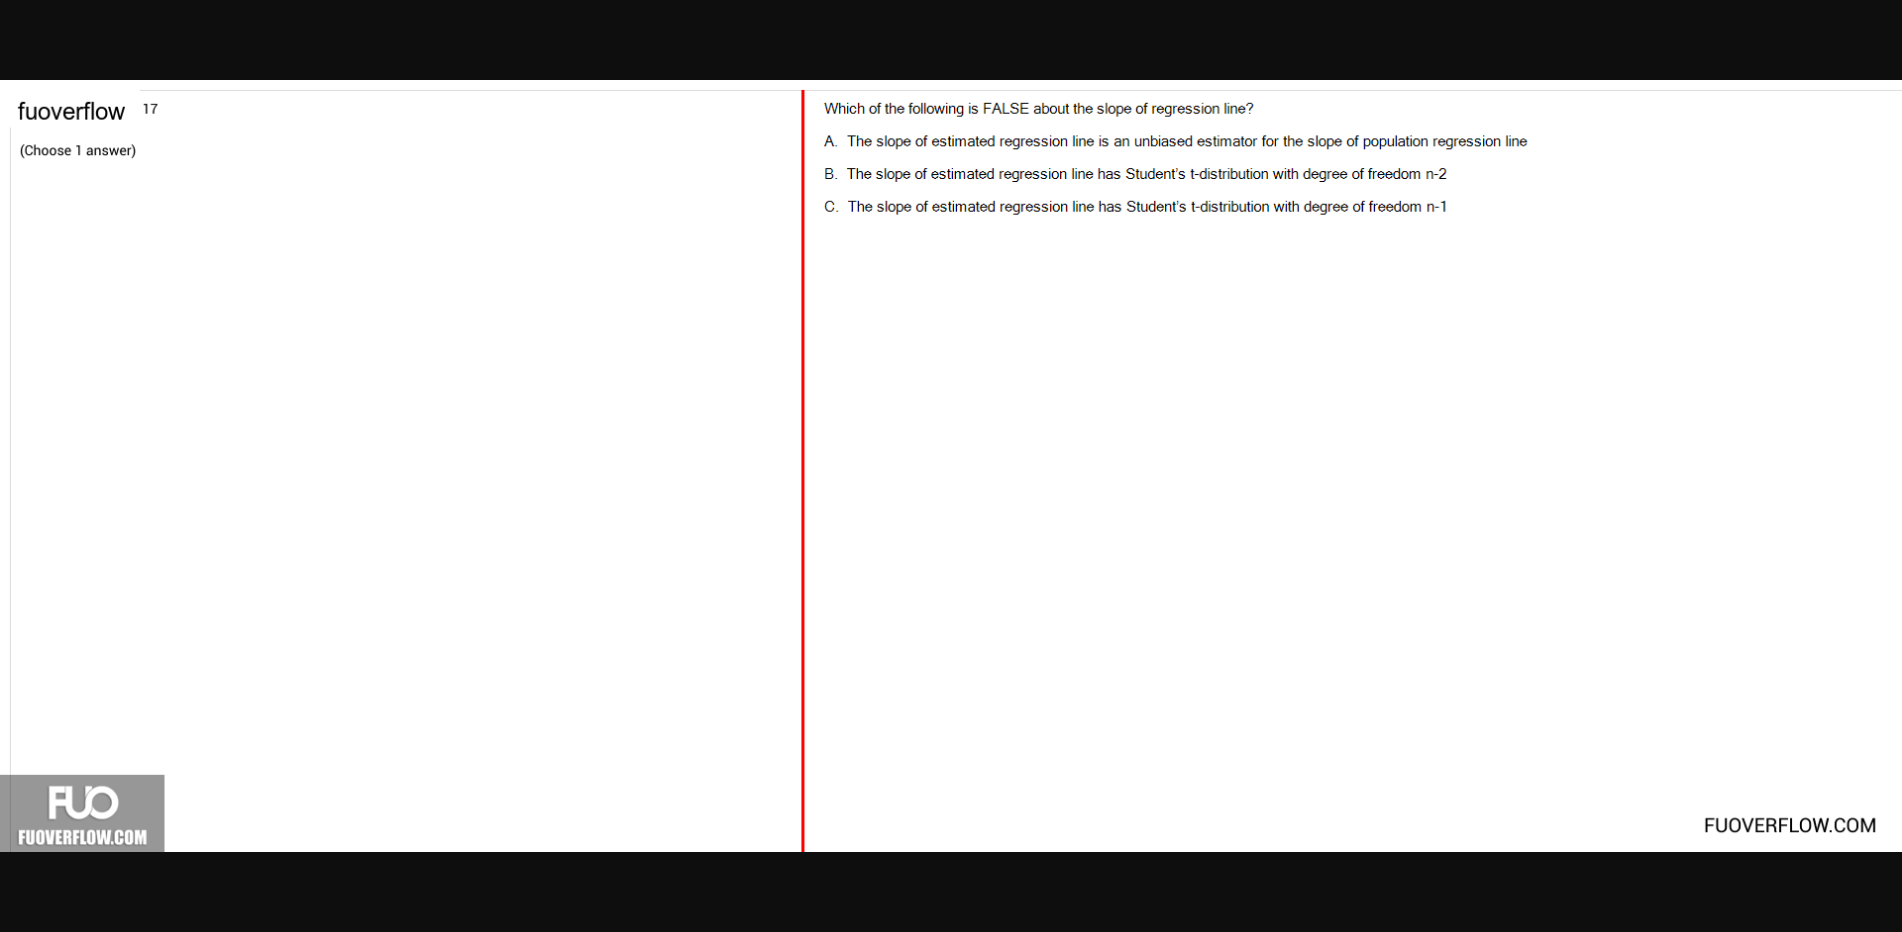 fuoverflow 17
(Choose 1 answer)
Which of the following is FALSE about the slope of regression line?
A. The slope of estimated regression line is an unbiased estimator for the slope of population regression line
B. The slope of estimated regression line has Student's t-distribution with degree of freedom n-2
C. The slope of estimated regression line has Student's t-distribution with degree of freedom n-1
FUO
FUOVERFLOW.COM
FUOVERFLOW.COM